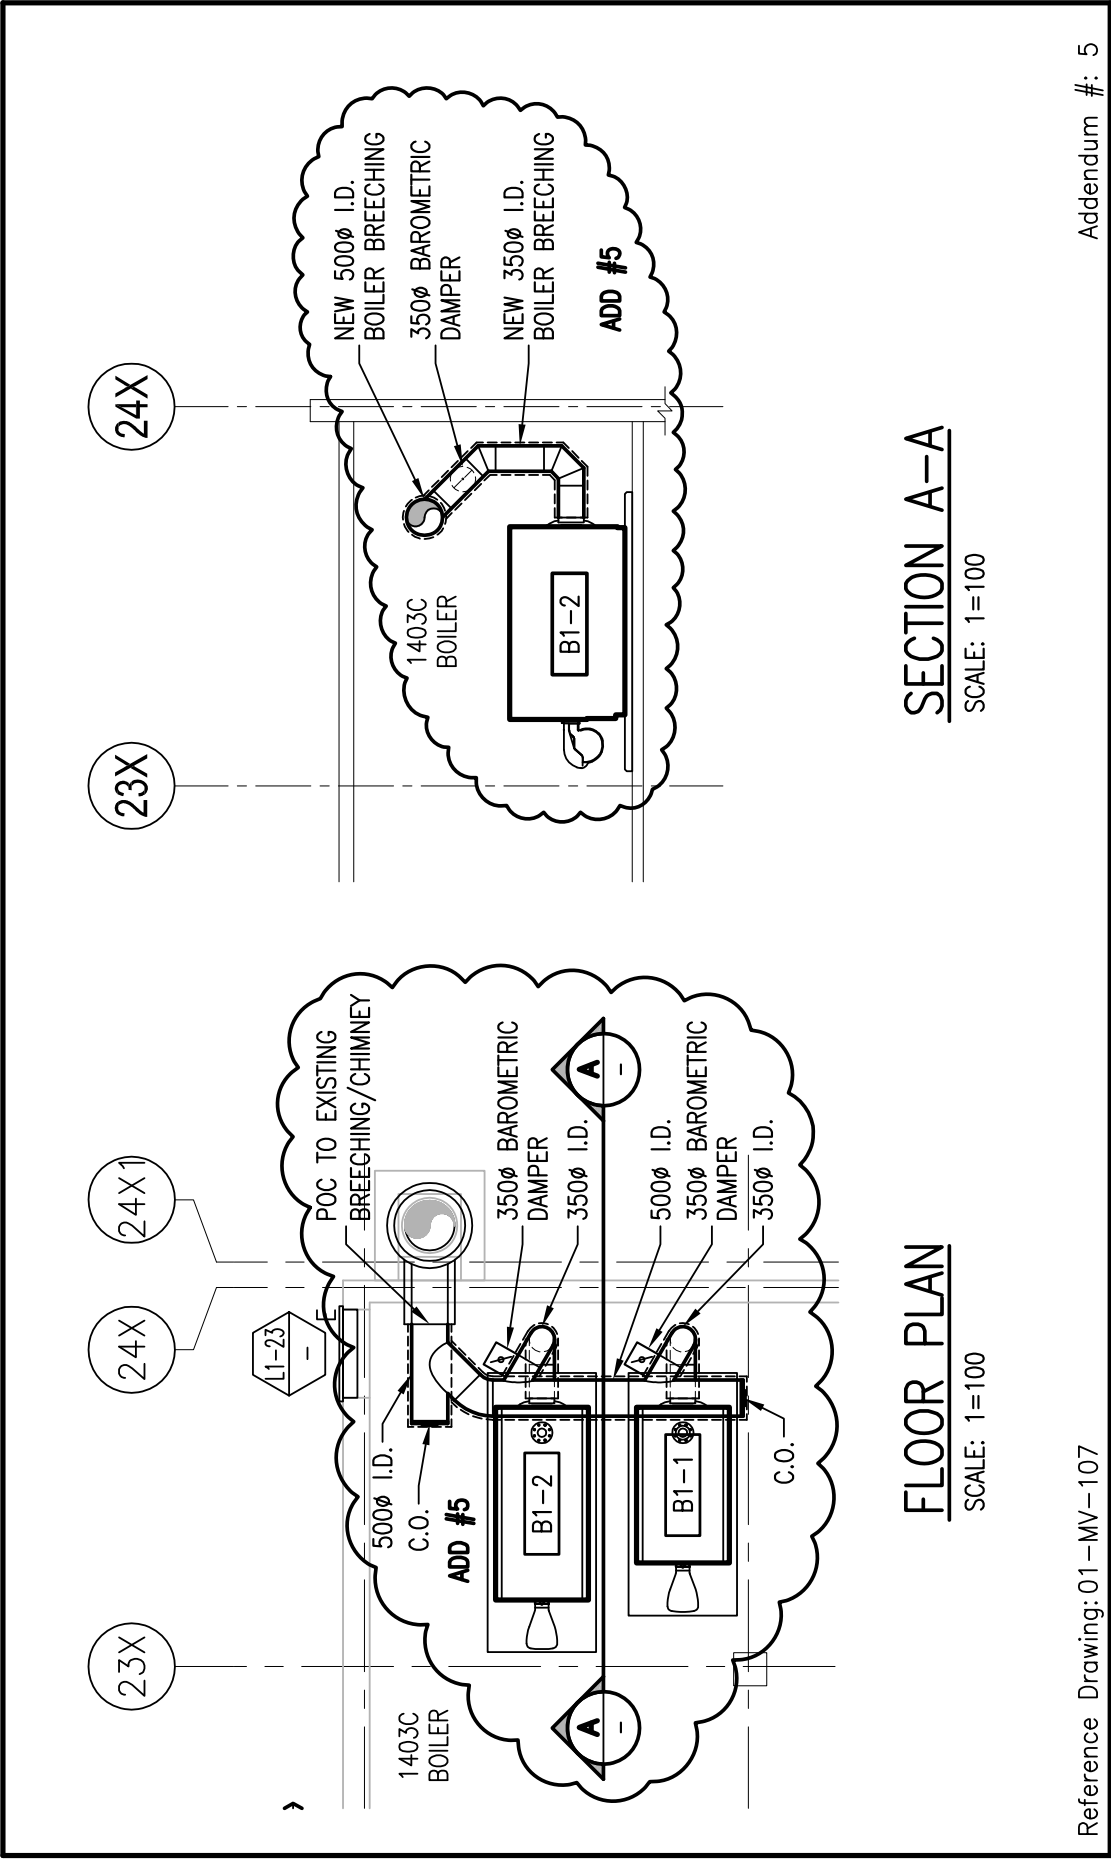 23X
24X
24X1
L1-23
-
POC TO EXISTING
BREECHING/CHIMNEY
500ø I.D.
C.O.
ADD #5
1403C
BOILER
350ø BAROMETRIC
DAMPER
350ø I.D.
B1-2
A
-
A
-
500ø I.D.
350ø BAROMETRIC
DAMPER
350ø I.D.
B1-1
C.O.
FLOOR PLAN
SCALE: 1=100
23X
24X
NEW 500ø I.D.
BOILER BREECHING
350ø BAROMETRIC
DAMPER
NEW 350ø I.D.
BOILER BREECHING
ADD #5
1403C
BOILER
B1-2
SECTION A-A
SCALE: 1=100
Reference Drawing: 01-MV-107
Addendum #: 5